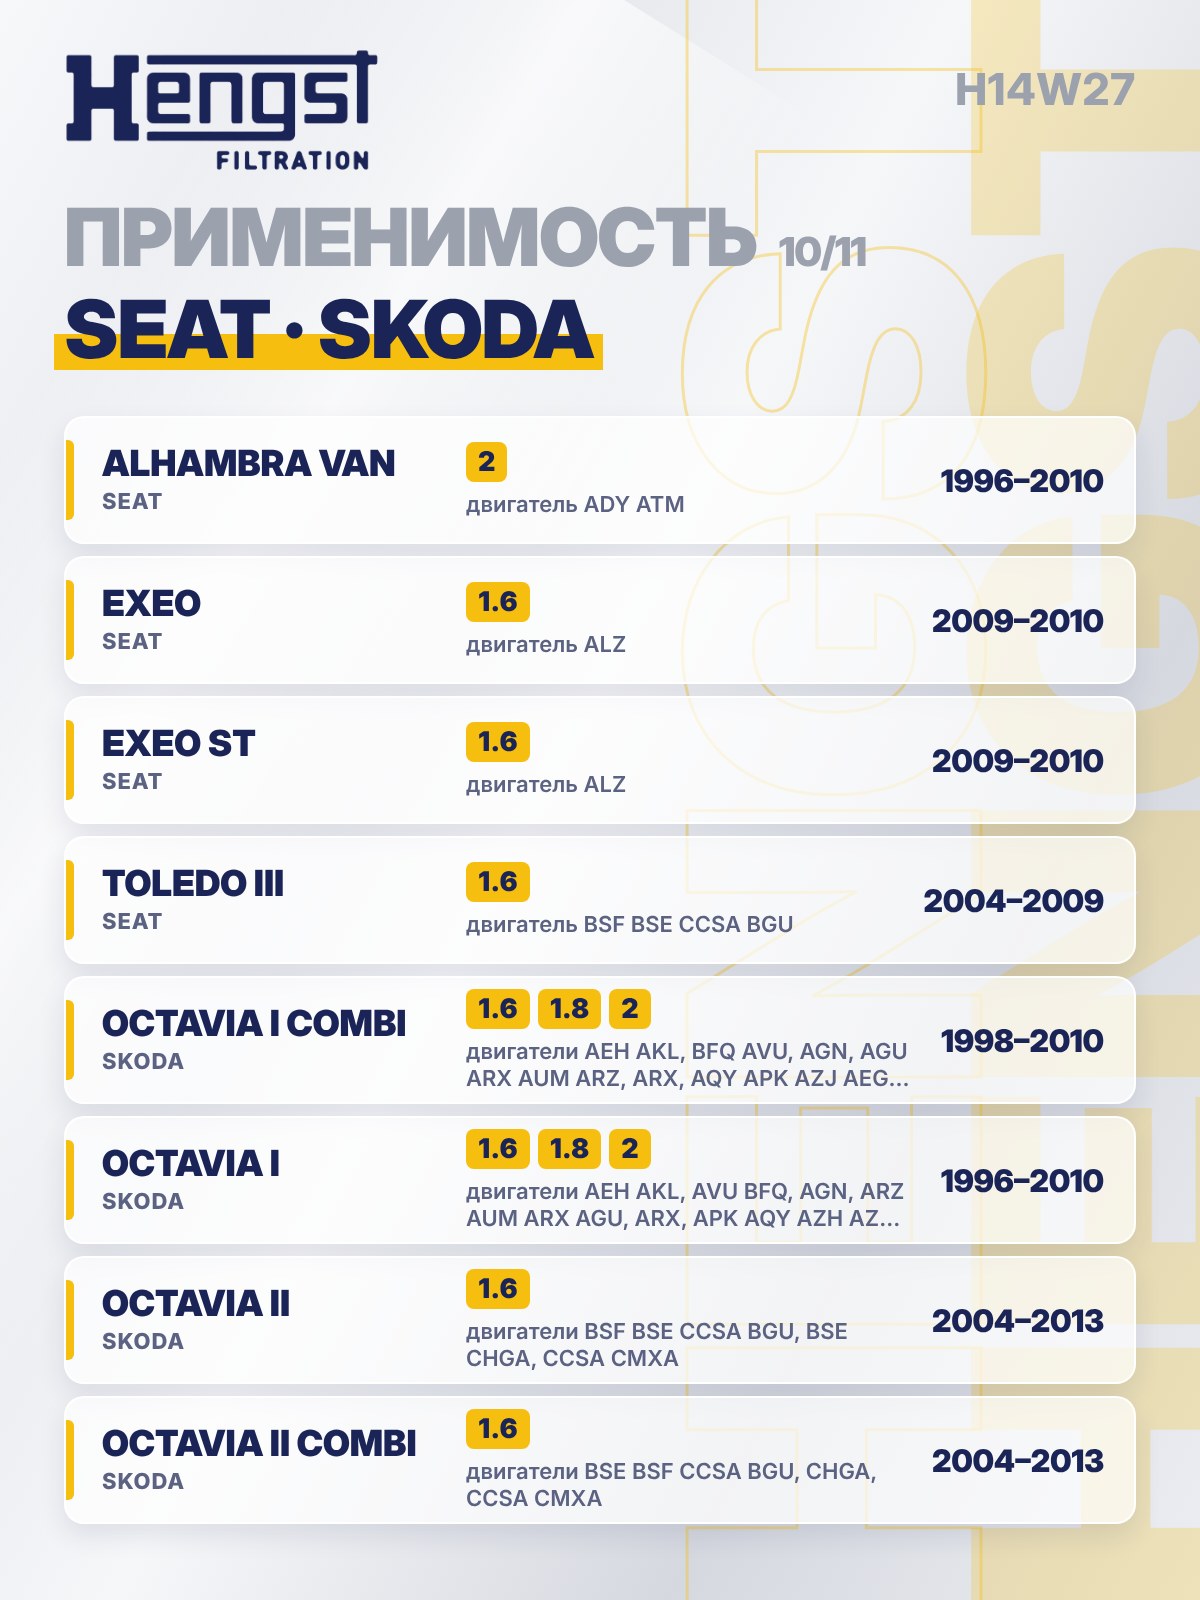 Hengst
FILTRATION
H14W27
ПРИМЕНИМОСТЬ 10/11
SEAT · SKODA
ALHAMBRA VAN
SEAT
2
двигатель ADY ATM
1996–2010
EXEO
SEAT
1.6
двигатель ALZ
2009–2010
EXEO ST
SEAT
1.6
двигатель ALZ
2009–2010
TOLEDO III
SEAT
1.6
двигатель BSF BSE CCSA BGU
2004–2009
OCTAVIA I COMBI
SKODA
1.6 1.8 2
двигатели AEH AKL, BFQ AVU, AGN, AGU
ARX AUM ARZ, ARX, AQY APK AZJ AEG...
1998–2010
OCTAVIA I
SKODA
1.6 1.8 2
двигатели AEH AKL, AVU BFQ, AGN, ARZ
AUM ARX AGU, ARX, APK AQY AZH AZ...
1996–2010
OCTAVIA II
SKODA
1.6
двигатели BSF BSE CCSA BGU, BSE
CHGA, CCSA CMXA
2004–2013
OCTAVIA II COMBI
SKODA
1.6
двигатели BSE BSF CCSA BGU, CHGA,
CCSA CMXA
2004–2013
HENGST
HENGST